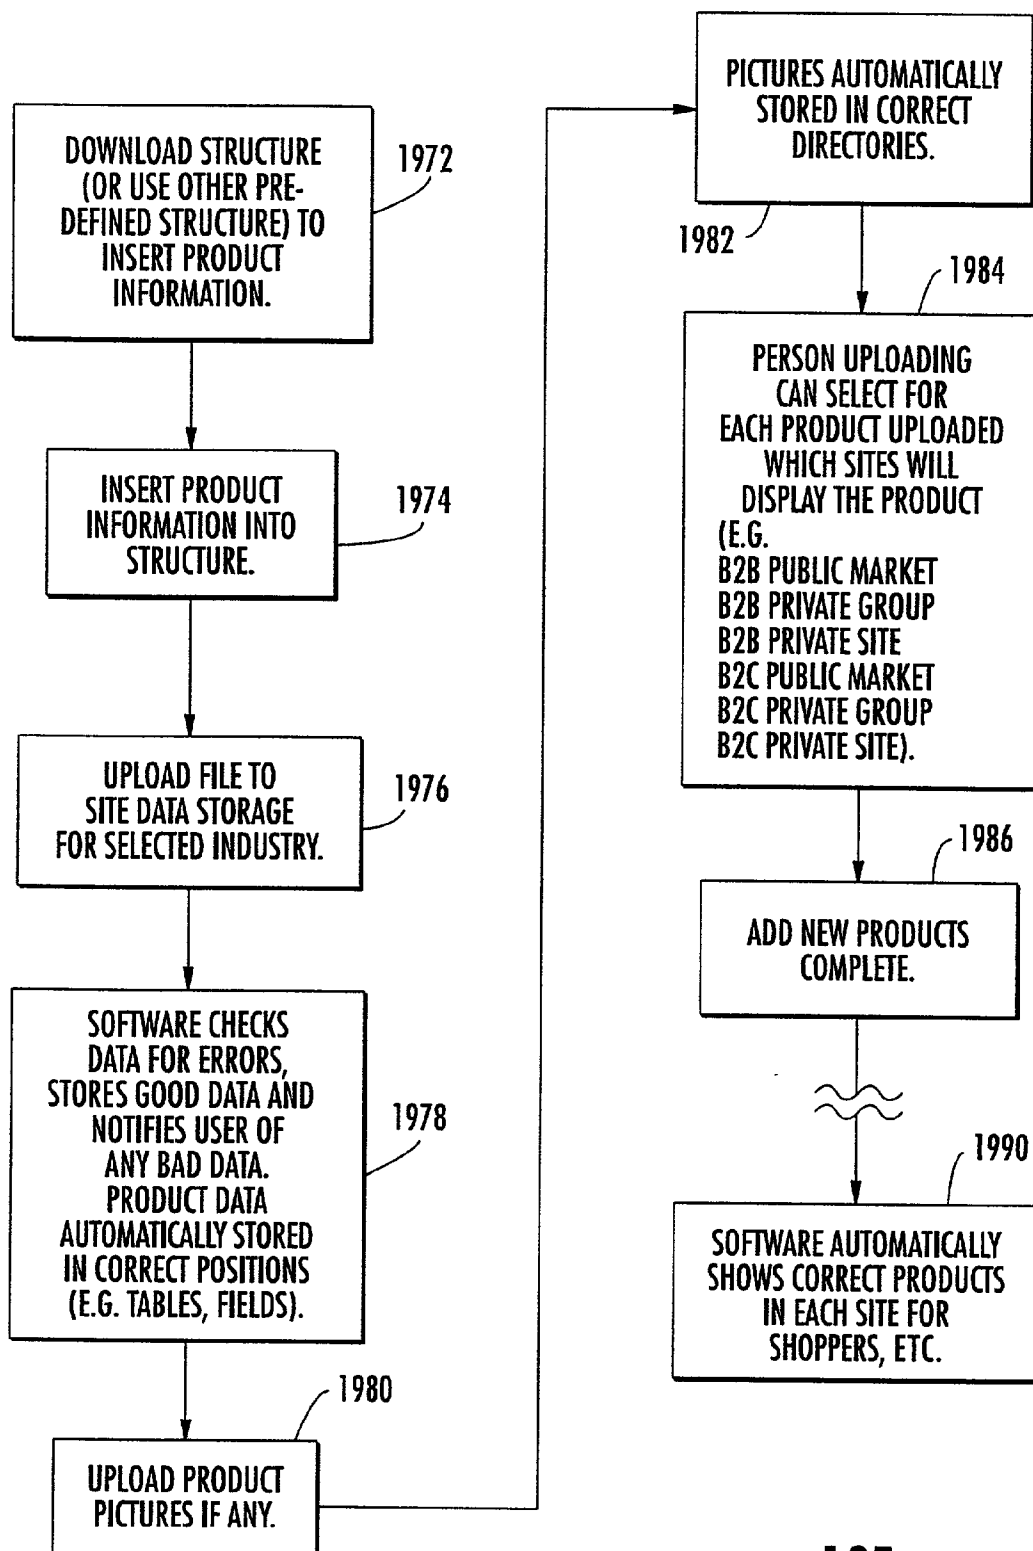 DOWNLOAD STRUCTURE
(OR USE OTHER PRE-
DEFINED STRUCTURE) TO
INSERT PRODUCT
INFORMATION.
1972
INSERT PRODUCT
INFORMATION INTO
STRUCTURE.
1974
UPLOAD FILE TO
SITE DATA STORAGE
FOR SELECTED INDUSTRY.
1976
SOFTWARE CHECKS
DATA FOR ERRORS,
STORES GOOD DATA AND
NOTIFIES USER OF
ANY BAD DATA.
PRODUCT DATA
AUTOMATICALLY STORED
IN CORRECT POSITIONS
(E.G. TABLES, FIELDS).
1978
1980
UPLOAD PRODUCT
PICTURES IF ANY.
PICTURES AUTOMATICALLY
STORED IN CORRECT
DIRECTORIES.
1982
1984
PERSON UPLOADING
CAN SELECT FOR
EACH PRODUCT UPLOADED
WHICH SITES WILL
DISPLAY THE PRODUCT
(E.G.
B2B PUBLIC MARKET
B2B PRIVATE GROUP
B2B PRIVATE SITE
B2C PUBLIC MARKET
B2C PRIVATE GROUP
B2C PRIVATE SITE).
1986
ADD NEW PRODUCTS
COMPLETE.
1990
SOFTWARE AUTOMATICALLY
SHOWS CORRECT PRODUCTS
IN EACH SITE FOR
SHOPPERS, ETC.